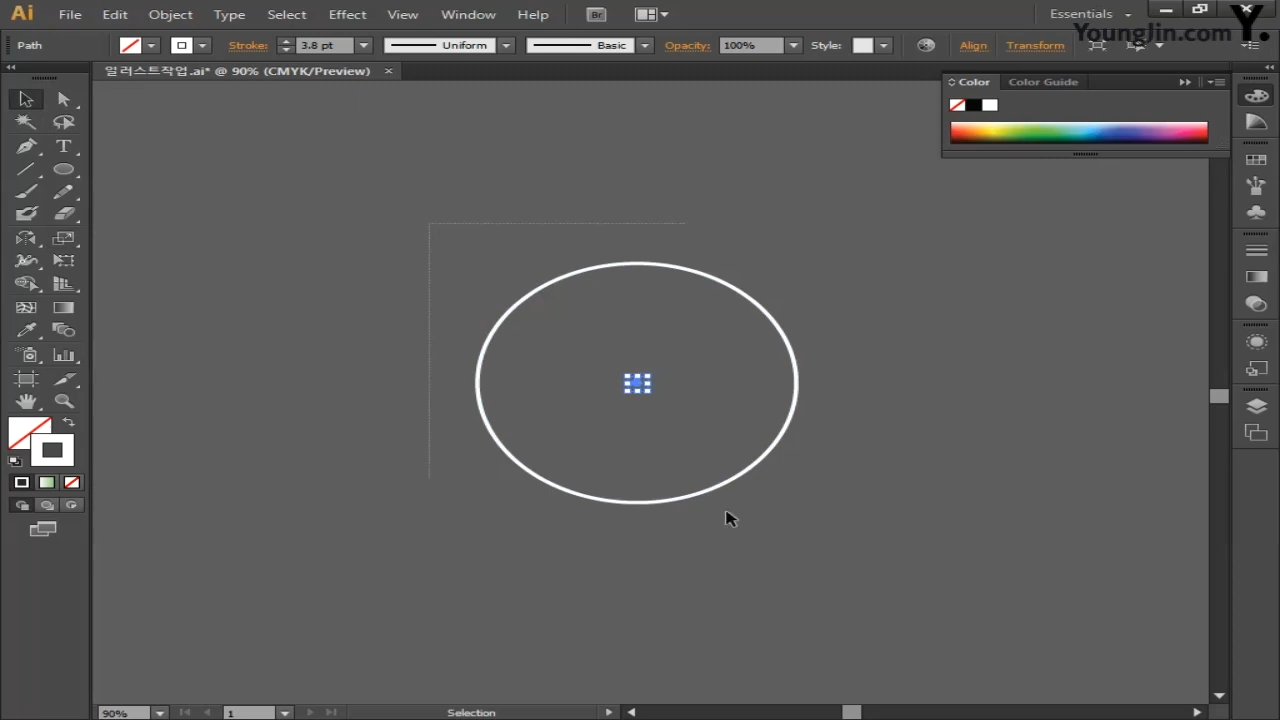 Ai File Edit Object Type Select Effect View Window Help Br Essentials
YoungJin.com Y.
Path Stroke: 3.8 pt Uniform Basic Opacity: 100% Style: Align Transform
일러스트작업.ai* @ 90% (CMYK/Preview) ×
Color Color Guide
T
90% 1 Selection